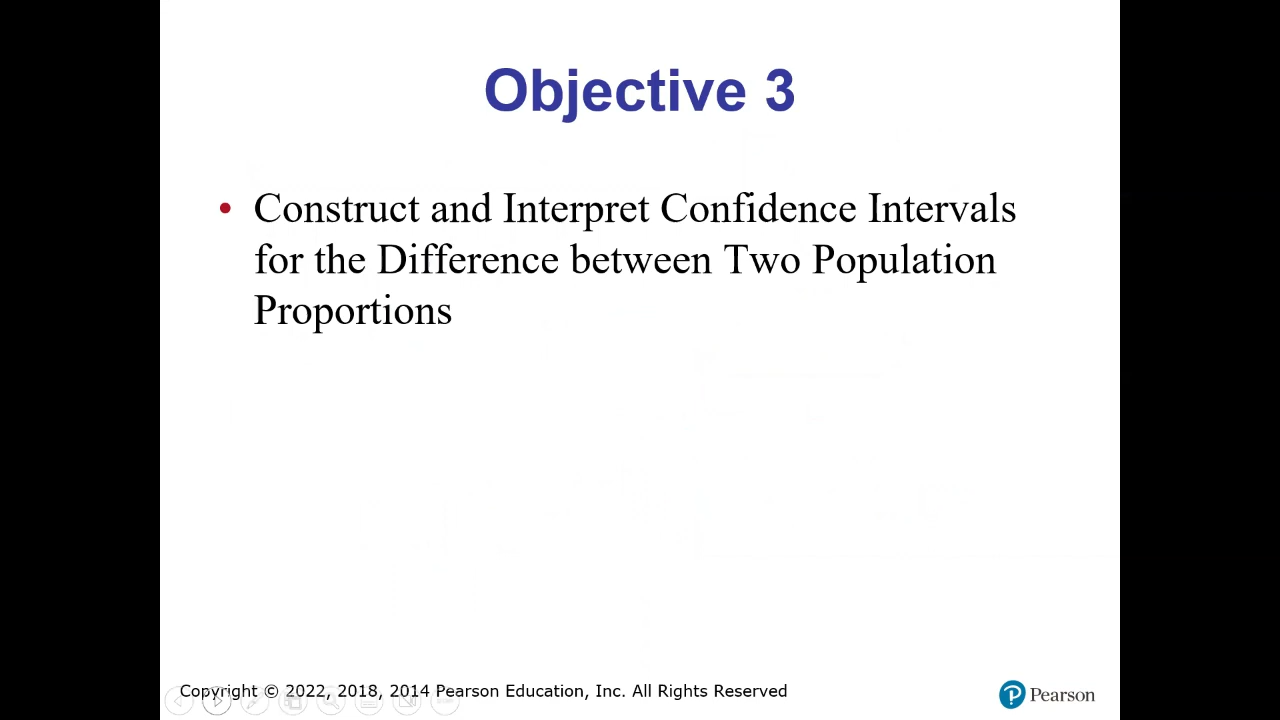 Objective 3
• Construct and Interpret Confidence Intervals
for the Difference between Two Population
Proportions
Copyright © 2022, 2018, 2014 Pearson Education, Inc. All Rights Reserved
P Pearson